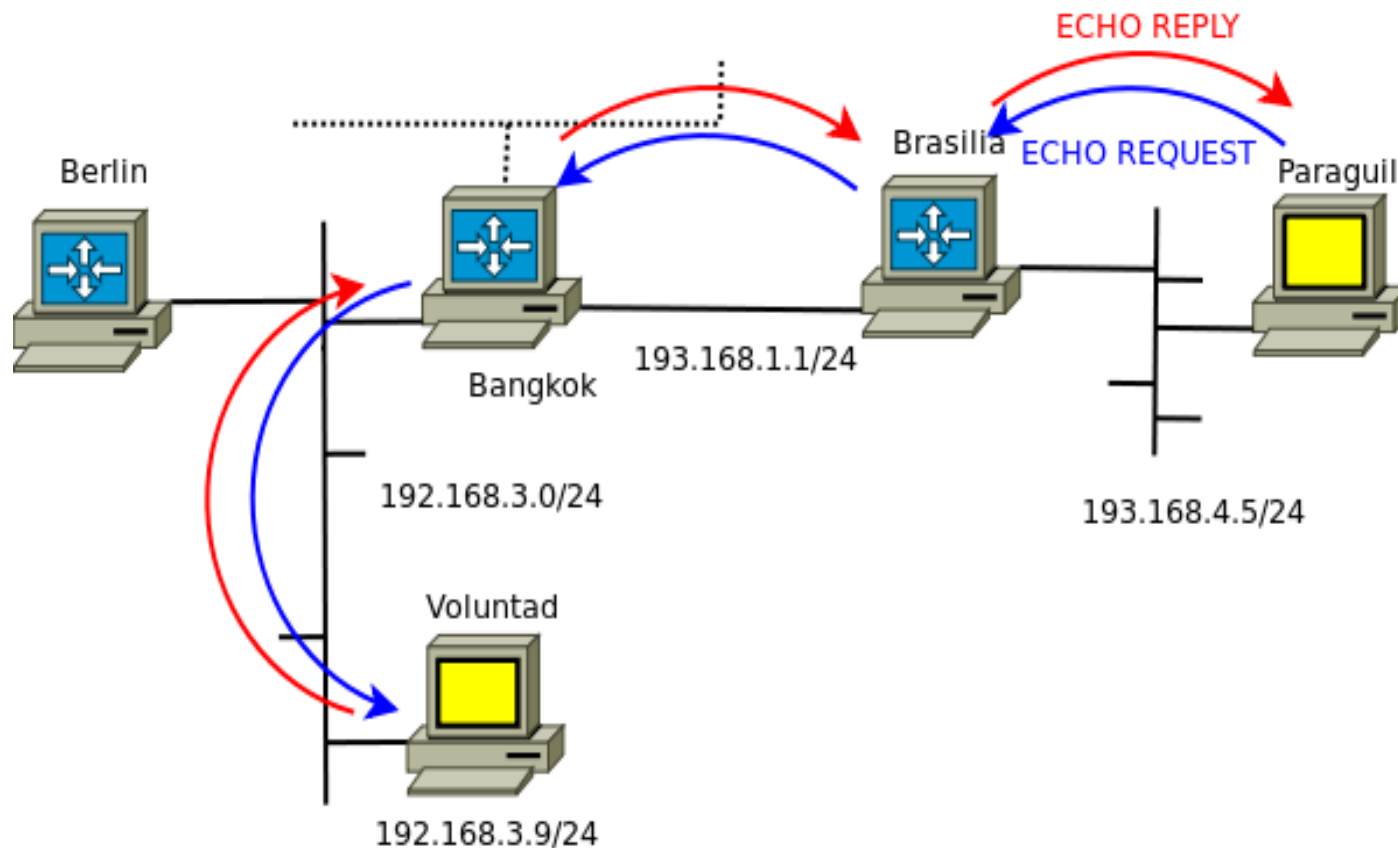 ECHO REPLY
Brasilia
ECHO REQUEST
Berlin
Paraguil
193.168.1.1/24
Bangkok
192.168.3.0/24
193.168.4.5/24
Voluntad
192.168.3.9/24